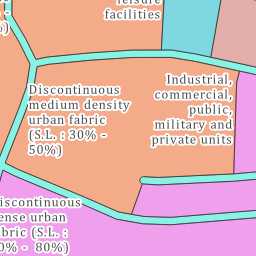 leisure
facilities
%)
Discontinuous
medium density
urban fabric
(S.L. : 30% -
50%)
Industrial,
commercial,
public,
military and
private units
iscontinuous
ense urban
abric (S.L. :
0% - 80%)